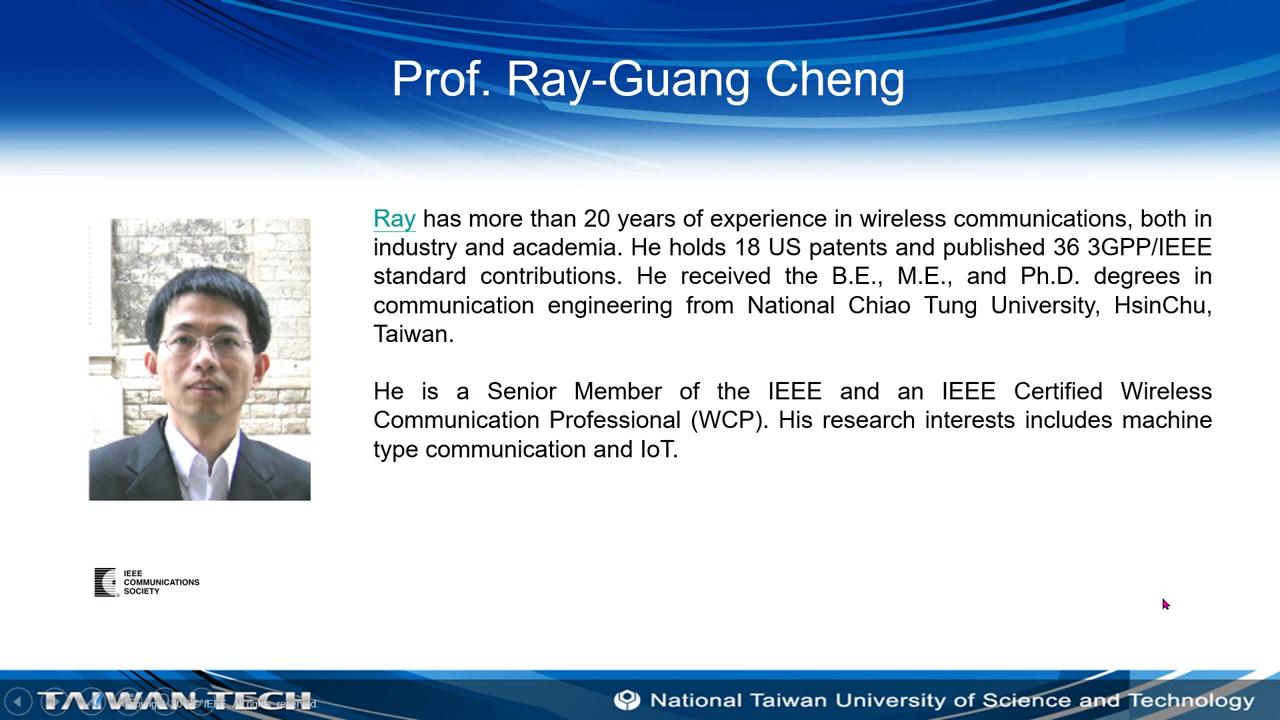 Prof. Ray-Guang Cheng
Ray has more than 20 years of experience in wireless communications, both in
industry and academia. He holds 18 US patents and published 36 3GPP/IEEE
standard contributions. He received the B.E., M.E., and Ph.D. degrees in
communication engineering from National Chiao Tung University, HsinChu,
Taiwan.
He is a Senior Member of the IEEE and an IEEE Certified Wireless
Communication Professional (WCP). His research interests includes machine
type communication and IoT.
IEEE
COMMUNICATIONS
SOCIETY
TAIWAN TECH
IEEE. All rights reserved.
National Taiwan University of Science and Technology